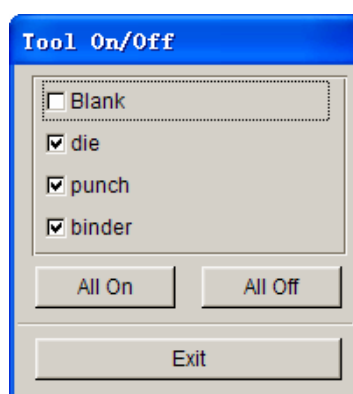 Tool On/Off
Blank
die
punch
binder
All On All Off
Exit